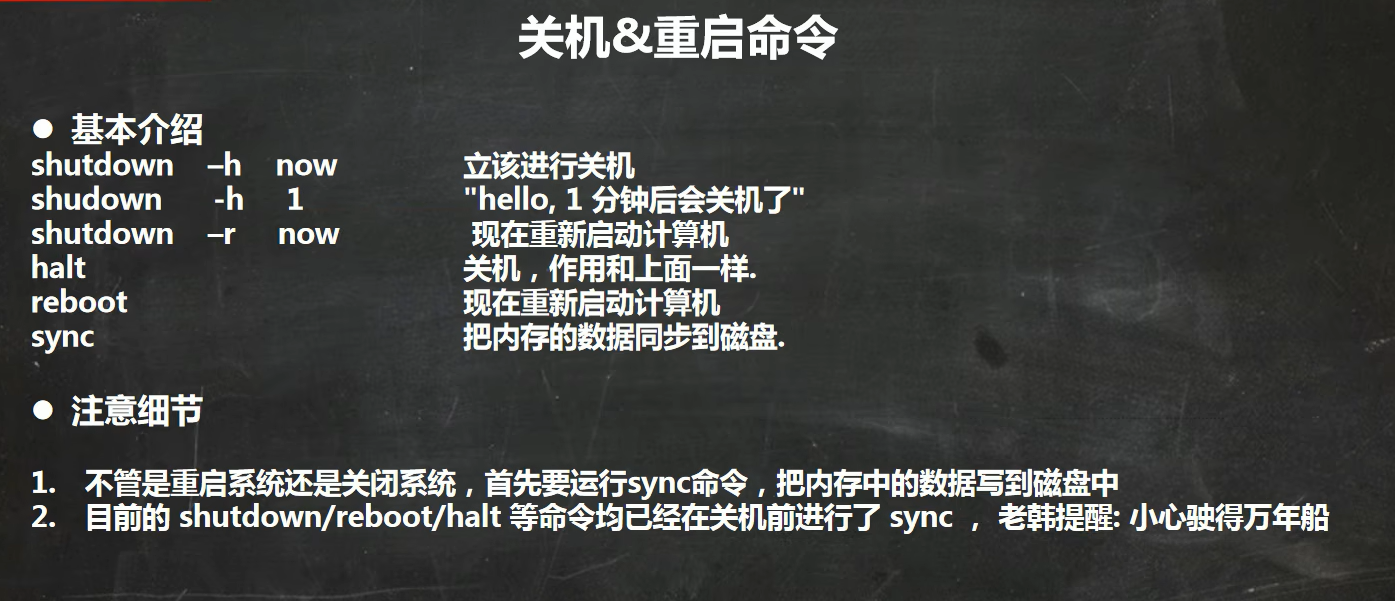 关机&重启命令
● 基本介绍
shutdown –h now 立该进行关机
shudown -h 1 "hello, 1 分钟后会关机了"
shutdown –r now 现在重新启动计算机
halt 关机，作用和上面一样.
reboot 现在重新启动计算机
sync 把内存的数据同步到磁盘.
● 注意细节
1. 不管是重启系统还是关闭系统，首先要运行sync命令，把内存中的数据写到磁盘中
2. 目前的 shutdown/reboot/halt 等命令均已经在关机前进行了 sync ， 老韩提醒: 小心驶得万年船